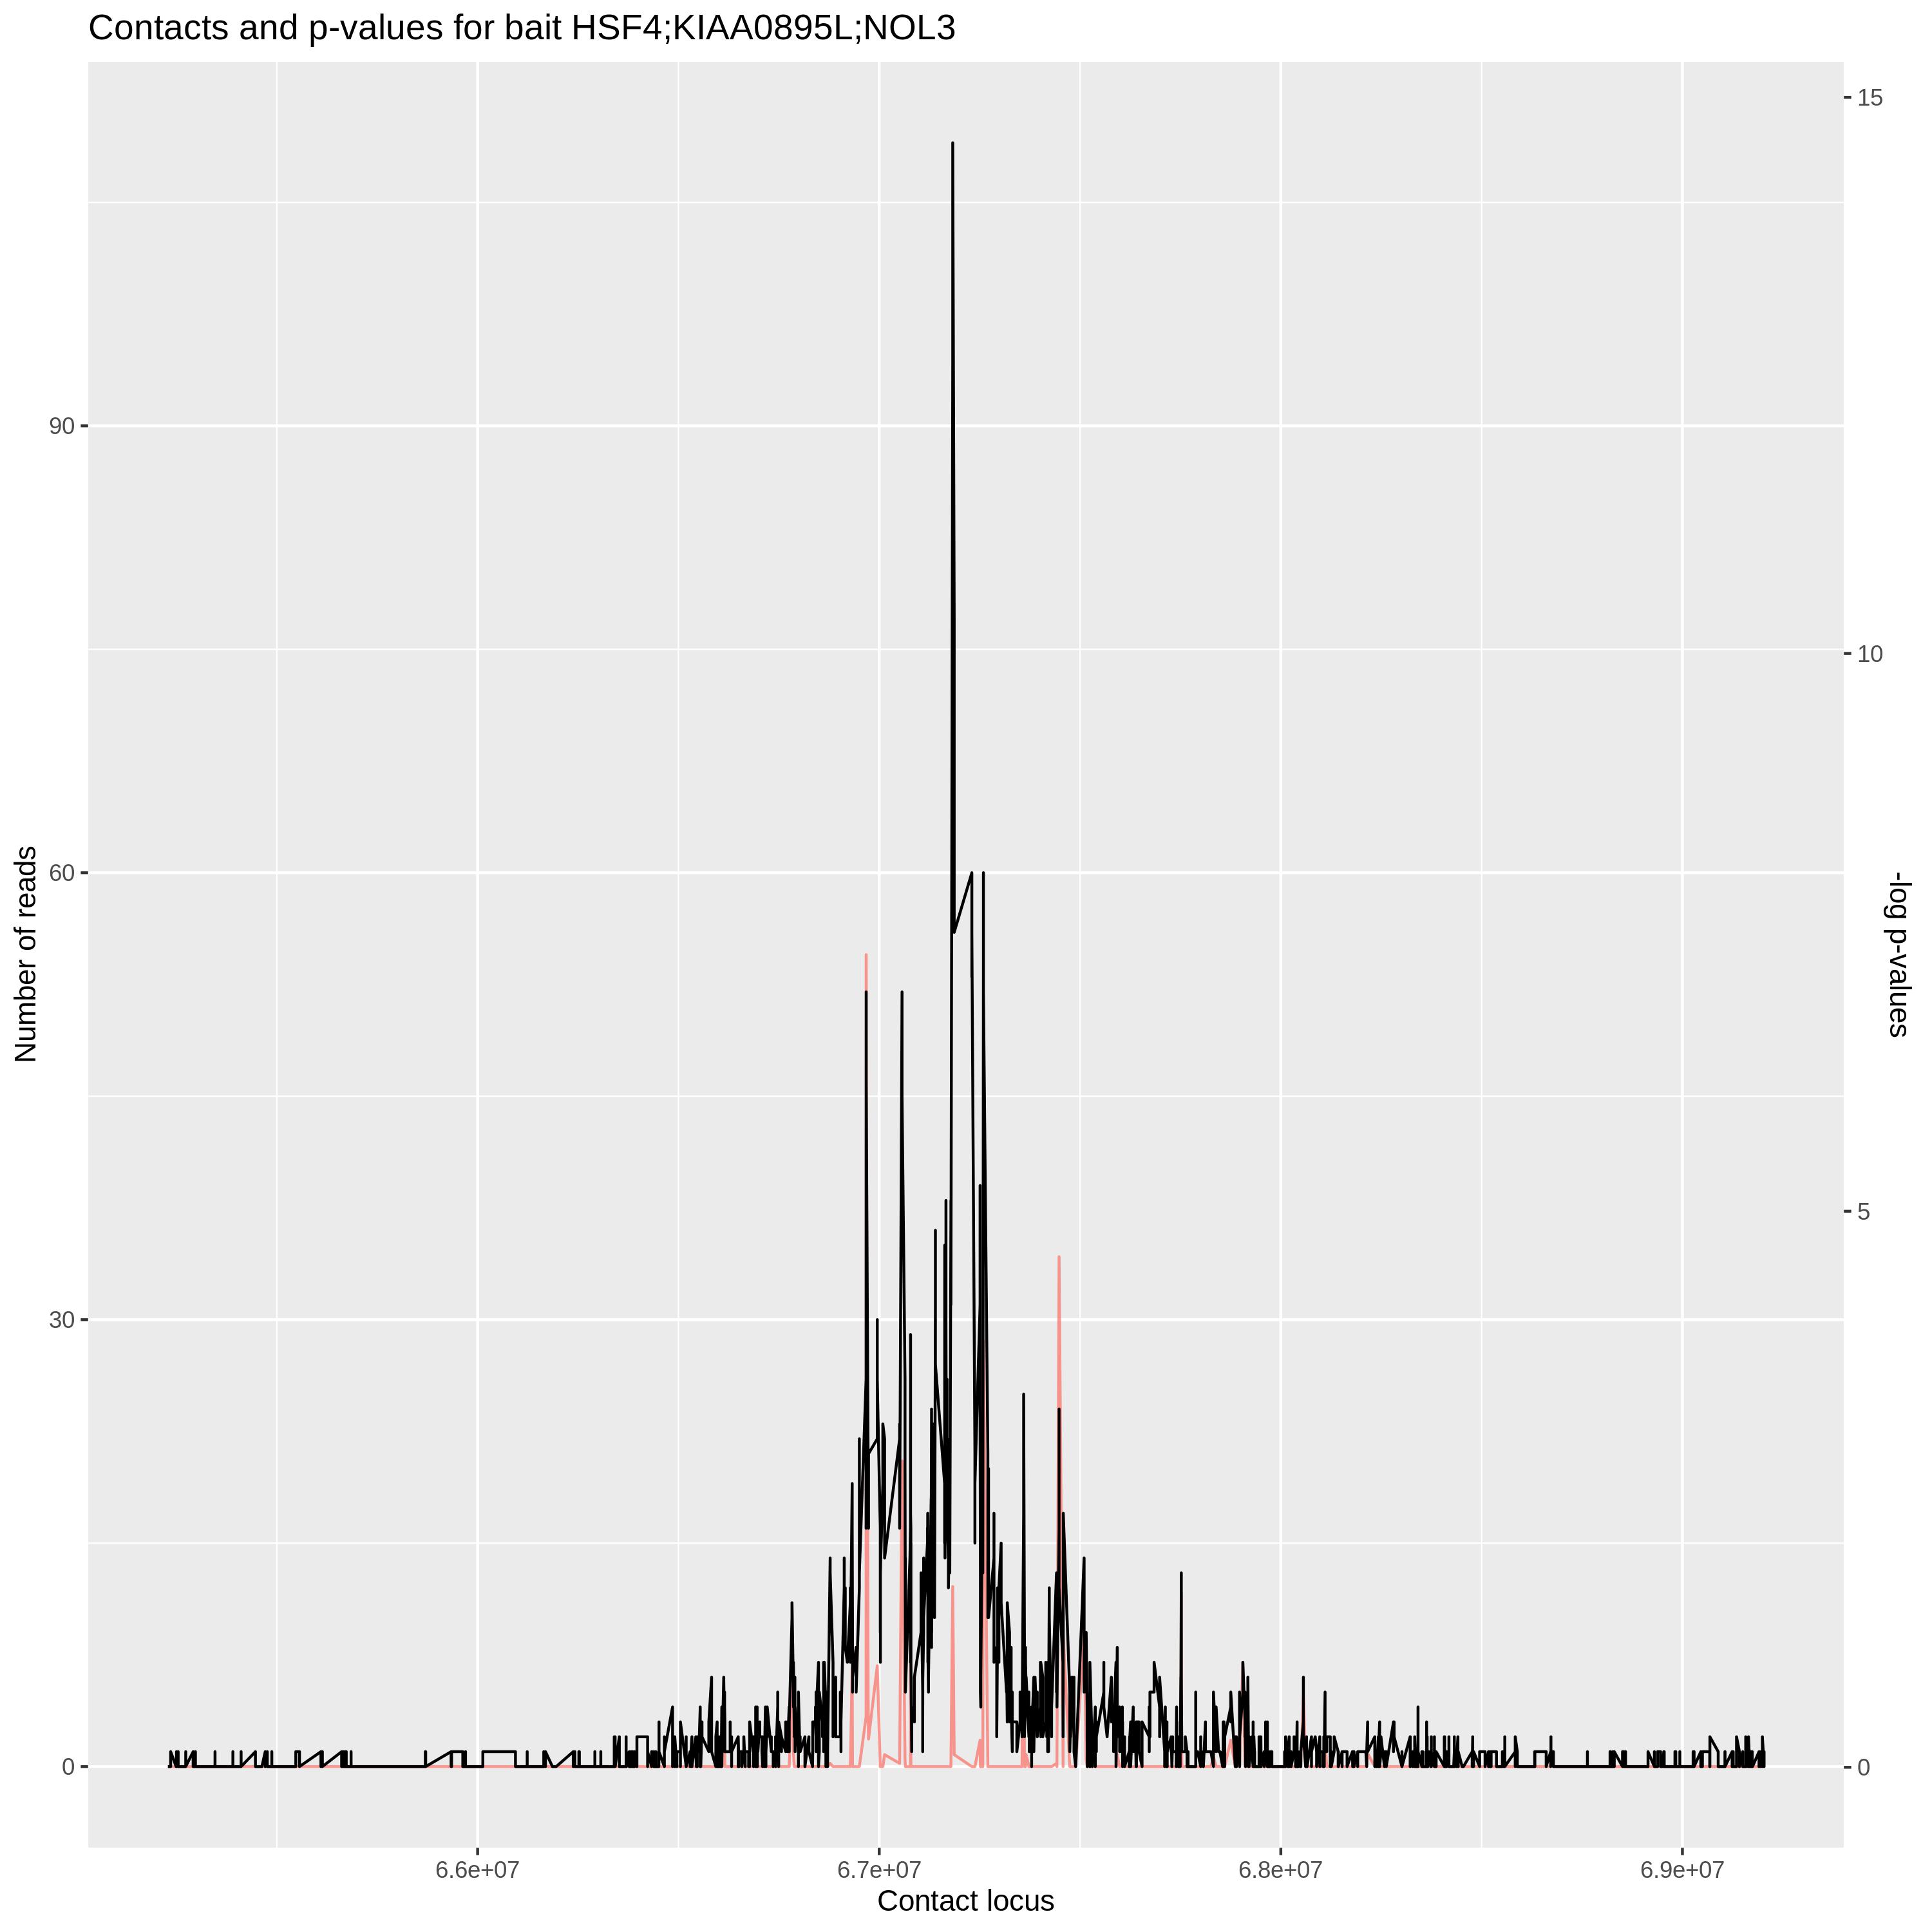 Contacts and p-values for bait HSF4;KIAA0895L;NOL3
15
90
10
60
Number of reads
-log p-values
5
30
0
0
6.6e+07
6.7e+07
6.8e+07
6.9e+07
Contact locus